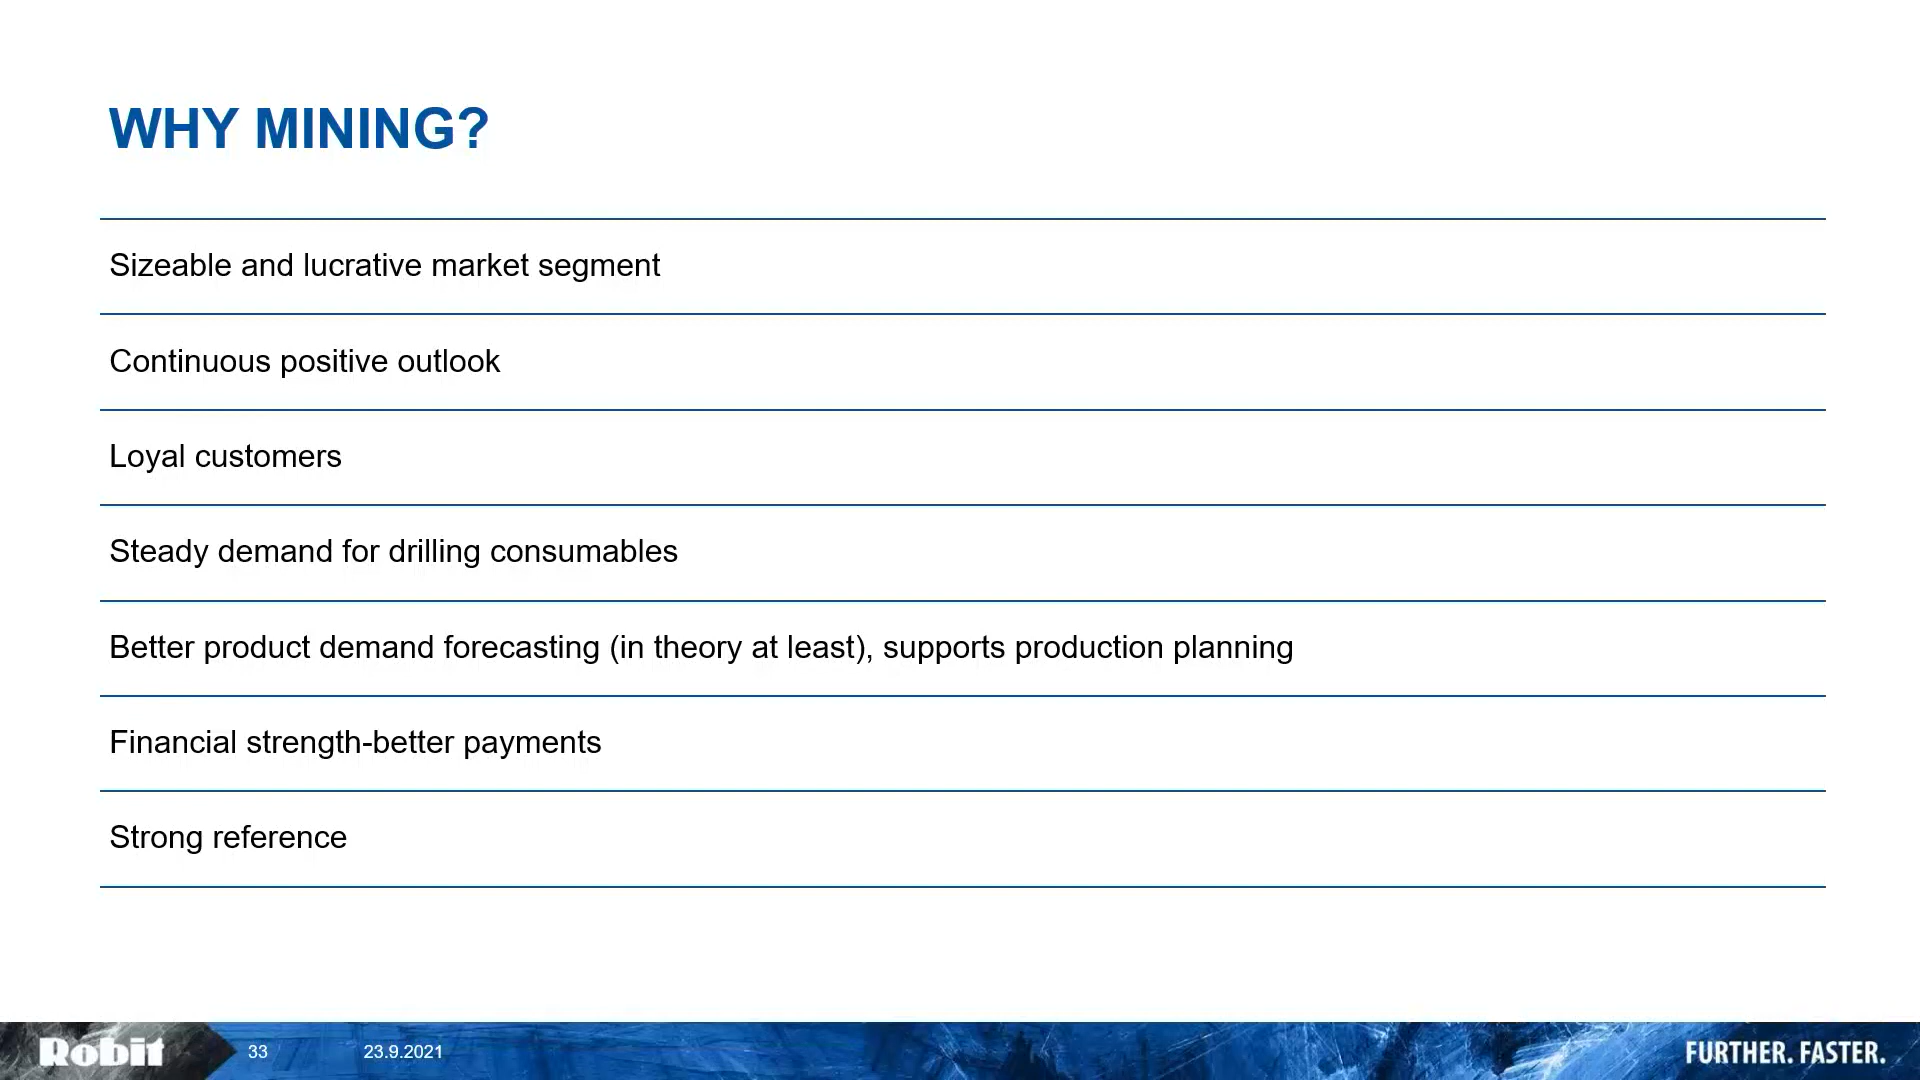 WHY MINING?
Sizeable and lucrative market segment
Continuous positive outlook
Loyal customers
Steady demand for drilling consumables
Better product demand forecasting (in theory at least), supports production planning
Financial strength-better payments
Strong reference
Robit
33
23.9.2021
FURTHER. FASTER.